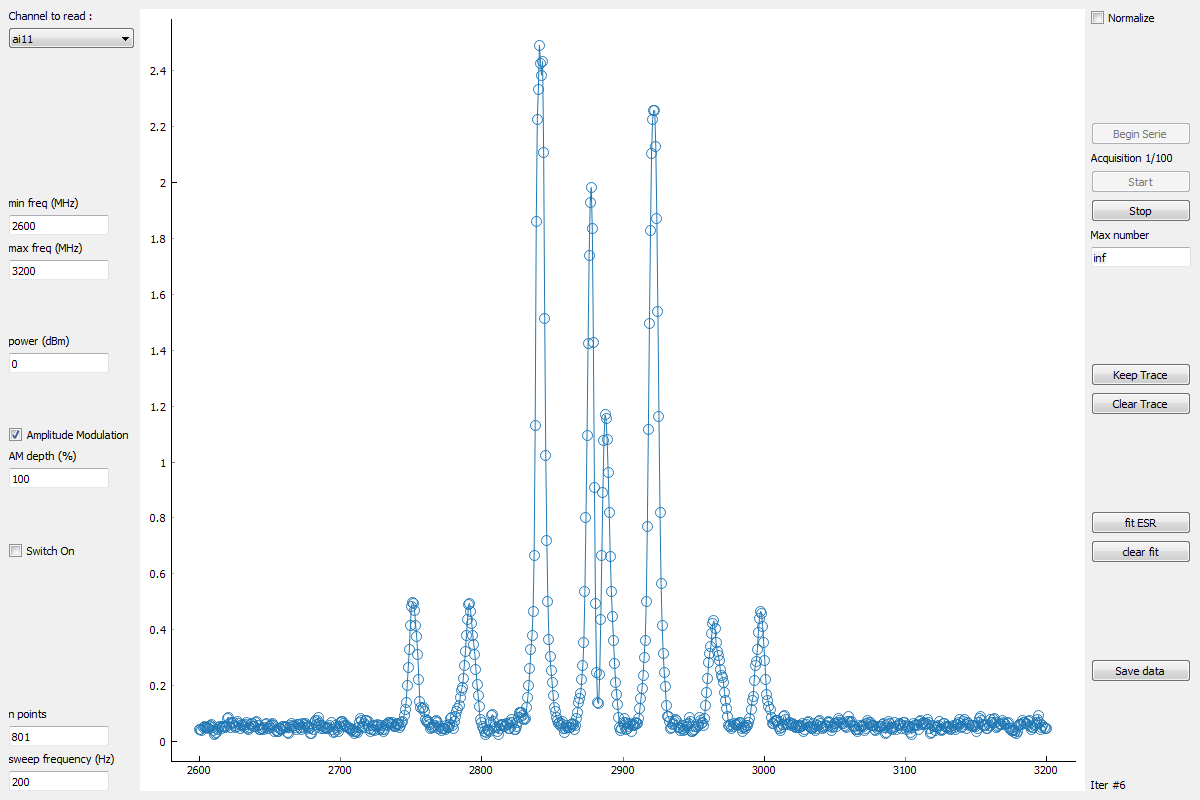 Channel to read :
ai11
min freq (MHz)
2600
max freq (MHz)
3200
power (dBm)
0
Amplitude Modulation
AM depth (%)
100
Switch On
n points
801
sweep frequency (Hz)
200
2.4
2.2
2
1.8
1.6
1.4
1.2
1
0.8
0.6
0.4
0.2
0
2600 2700 2800 2900 3000 3100 3200
Normalize
Begin Serie
Acquisition 1/100
Start
Stop
Max number
inf
Keep Trace
Clear Trace
fit ESR
clear fit
Save data
Iter #6